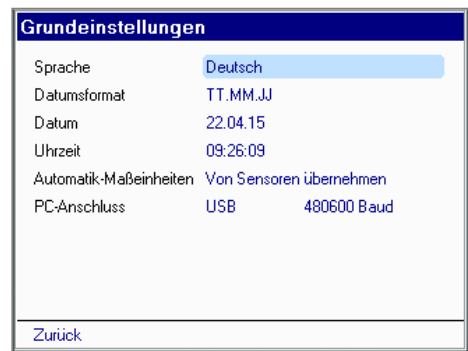 Grundeinstellungen
Sprache Deutsch
Datumsformat TT.MM.JJ
Datum 22.04.15
Uhrzeit 09:26:09
Automatik-Maßeinheiten Von Sensoren übernehmen
PC-Anschluss USB 480600 Baud
Zurück